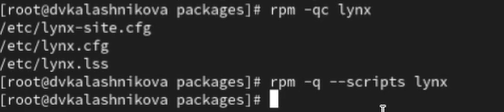 [root@dvkalashnikova packages]# rpm -qc lynx
/etc/lynx-site.cfg
/etc/lynx.cfg
/etc/lynx.lss
[root@dvkalashnikova packages]# rpm -q --scripts lynx
[root@dvkalashnikova packages]#